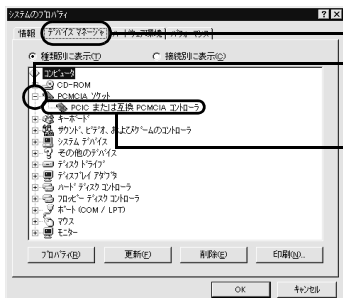 システムのプロパティ
情報 デバイス マネージャ ハードウェア環境 パフォーマンス
種類別に表示(T) 接続別に表示(C)
コンピュータ
CD-ROM
PCMCIA ソケット
PCIC または互換 PCMCIA コントローラ
キーボード
サウンド、ビデオ、およびゲームのコントローラ
システム デバイス
その他のデバイス
ディスク ドライブ
ディスプレイ アダプタ
ハード ディスク コントローラ
フロッピー ディスク コントローラ
ポート (COM / LPT)
マウス
モニター
プロパティ(R) 更新(F) 削除(E) 印刷(N)...
OK キャンセル